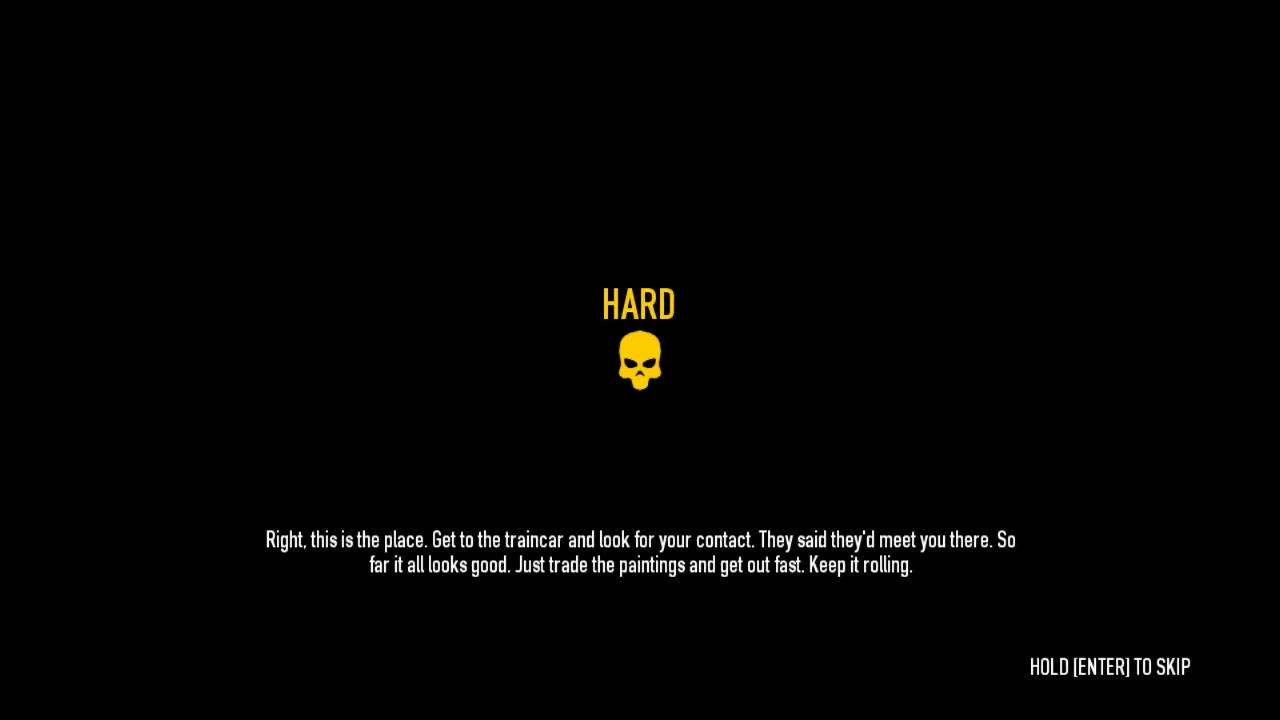 HARD
Right, this is the place. Get to the traincar and look for your contact. They said they'd meet you there. So
far it all looks good. Just trade the paintings and get out fast. Keep it rolling.
HOLD [ENTER] TO SKIP